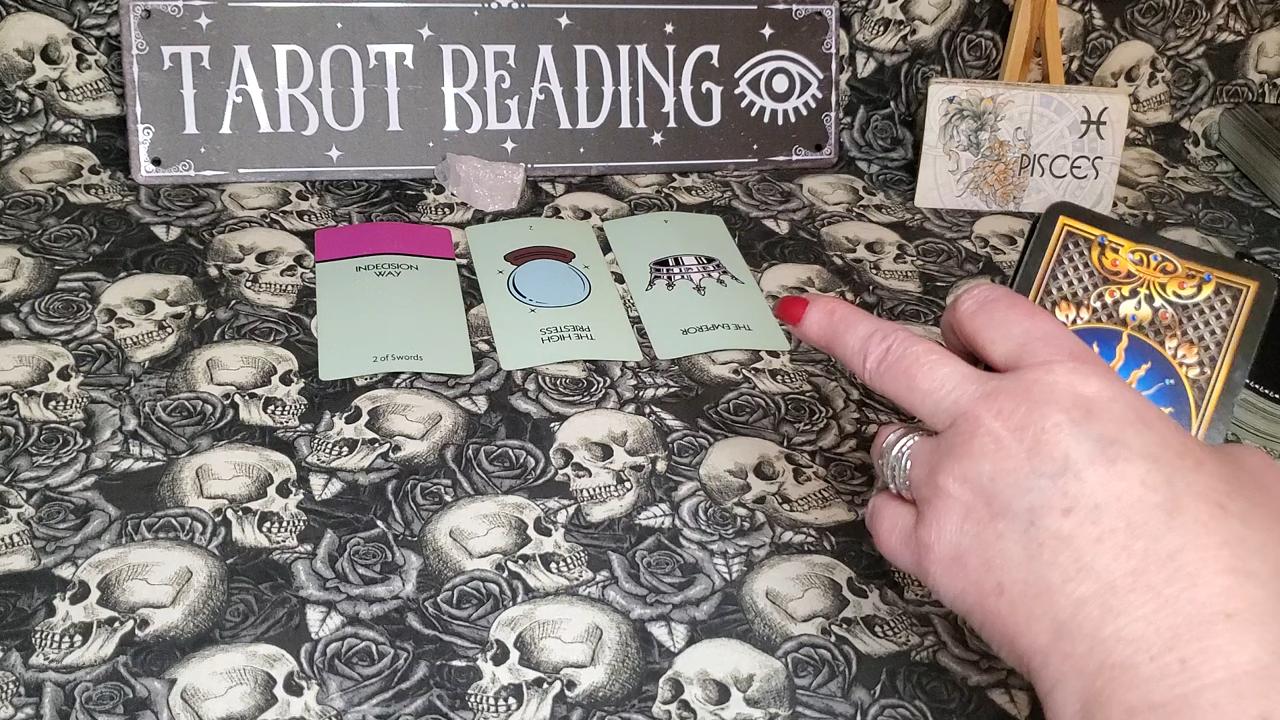 TAROT READING
PISCES
INDECISION
WAY
2 of Swords
2
THE HIGH
PRIESTESS
4
THE EMPEROR